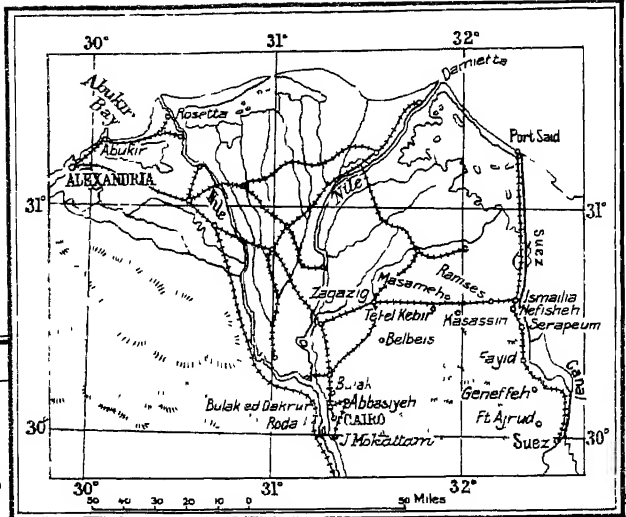 30°
31°
32°
Abukir
Bay
Damietta
Rosetta
Abukir
Port Said
ALEXANDRIA
Nile
Nile
31°
31°
Suez
Canal
Masameh
Ramses
Zagazig
Ismailia
Tel el Kebir
Nefisheh
Kasassin
Serapeum
Belbeis
Fayid
Geneffeh
Abbasiyeh
Bulak ed Dakrur
CAIRO
Ft Ajrud
Roda
J Mokattam
Suez
30°
30°
30°
31°
32°
50 40 30 20 10 0 50 Miles